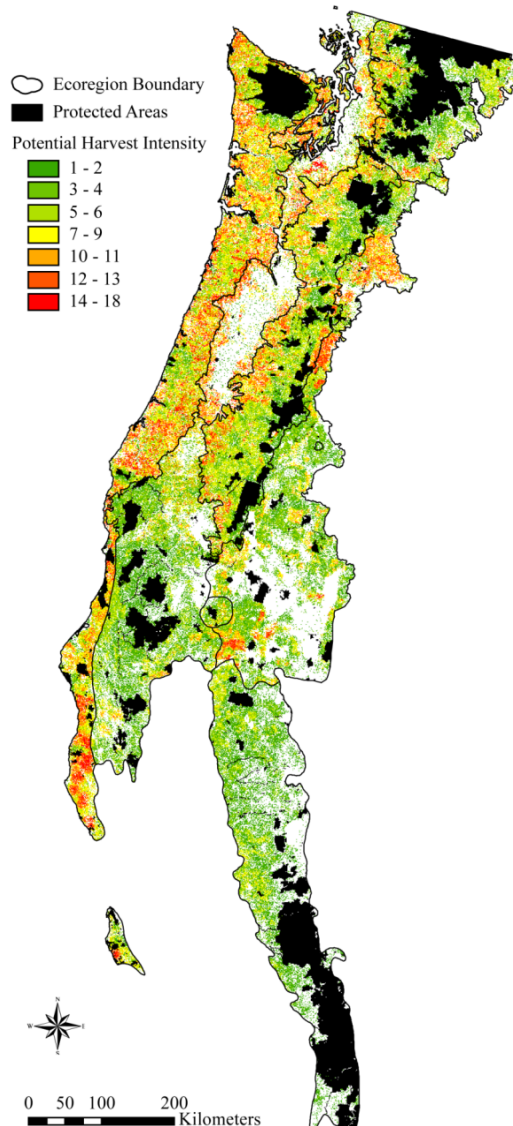 Ecoregion Boundary
Protected Areas
Potential Harvest Intensity
1 - 2
3 - 4
5 - 6
7 - 9
10 - 11
12 - 13
14 - 18
N
W E
S
0 50 100 200
Kilometers